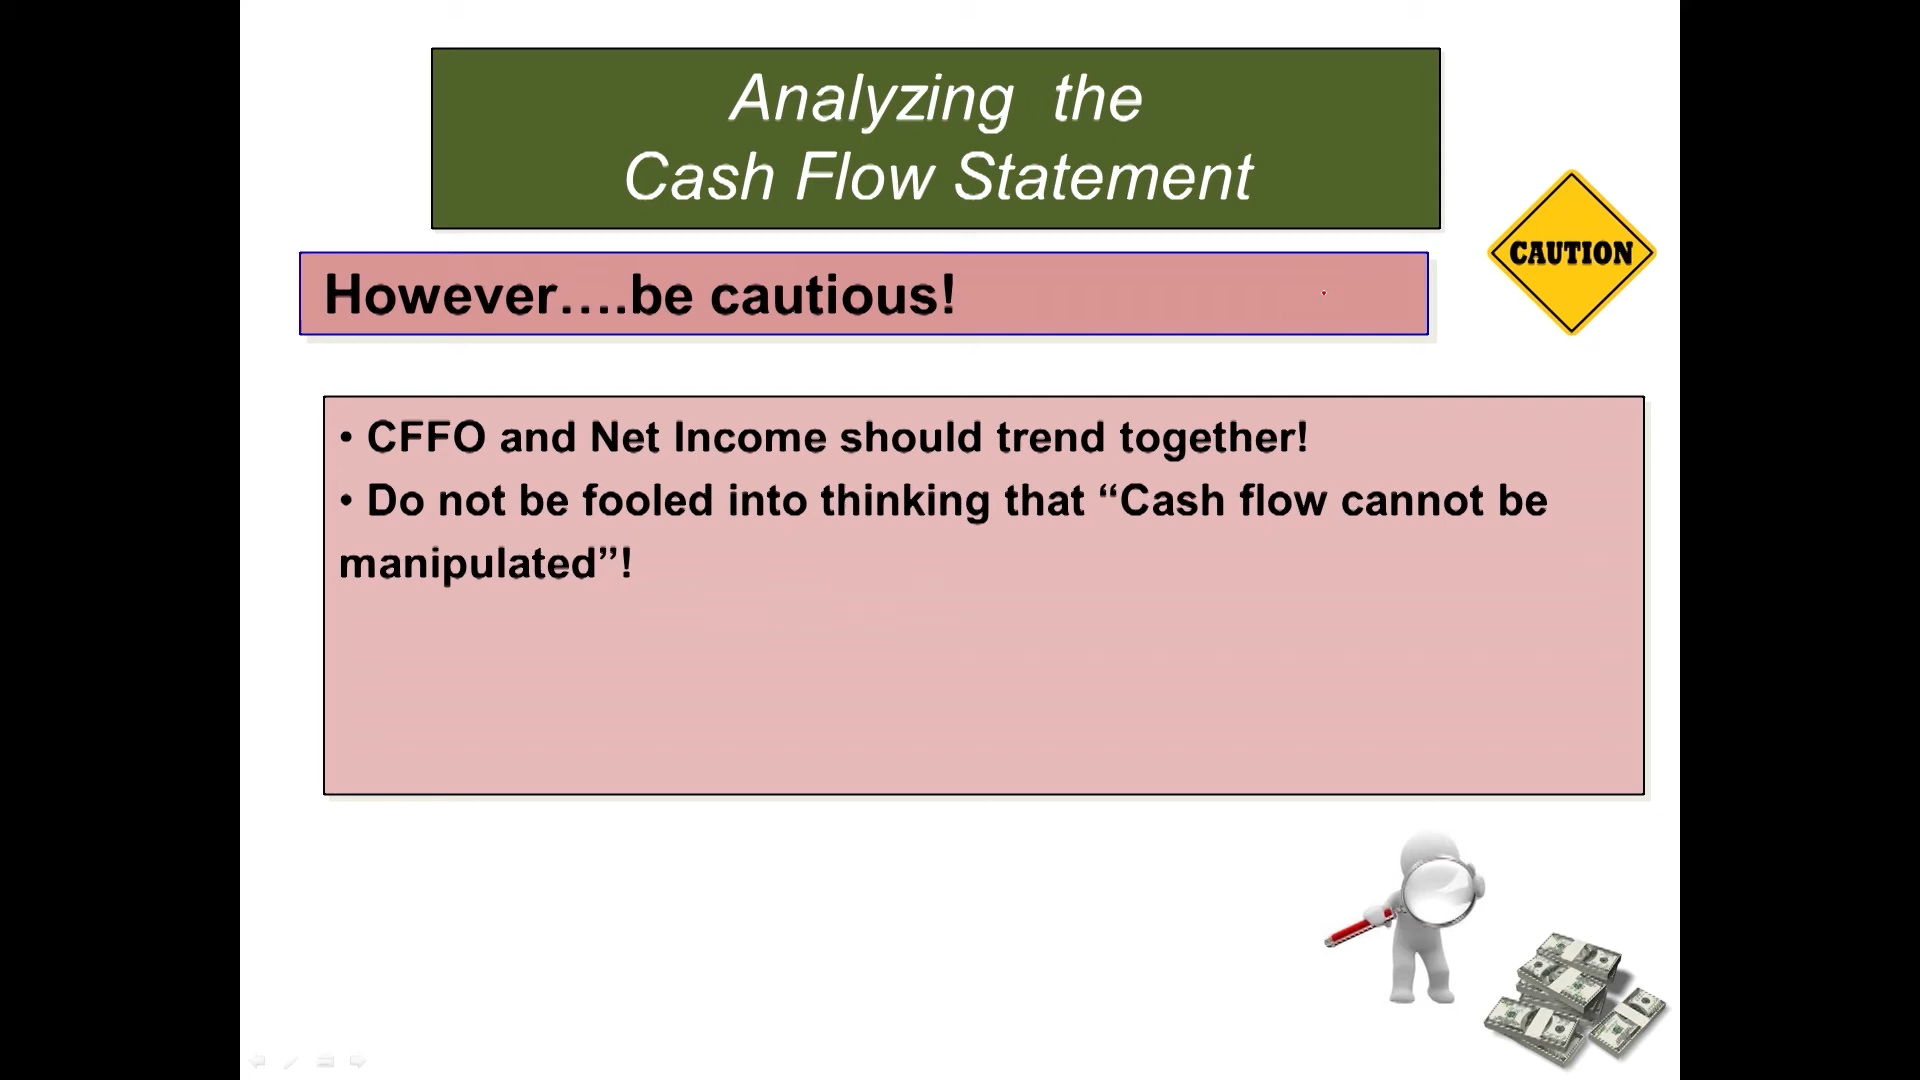 Analyzing the
Cash Flow Statement
CAUTION
However….be cautious!
• CFFO and Net Income should trend together!
• Do not be fooled into thinking that “Cash flow cannot be
manipulated”!